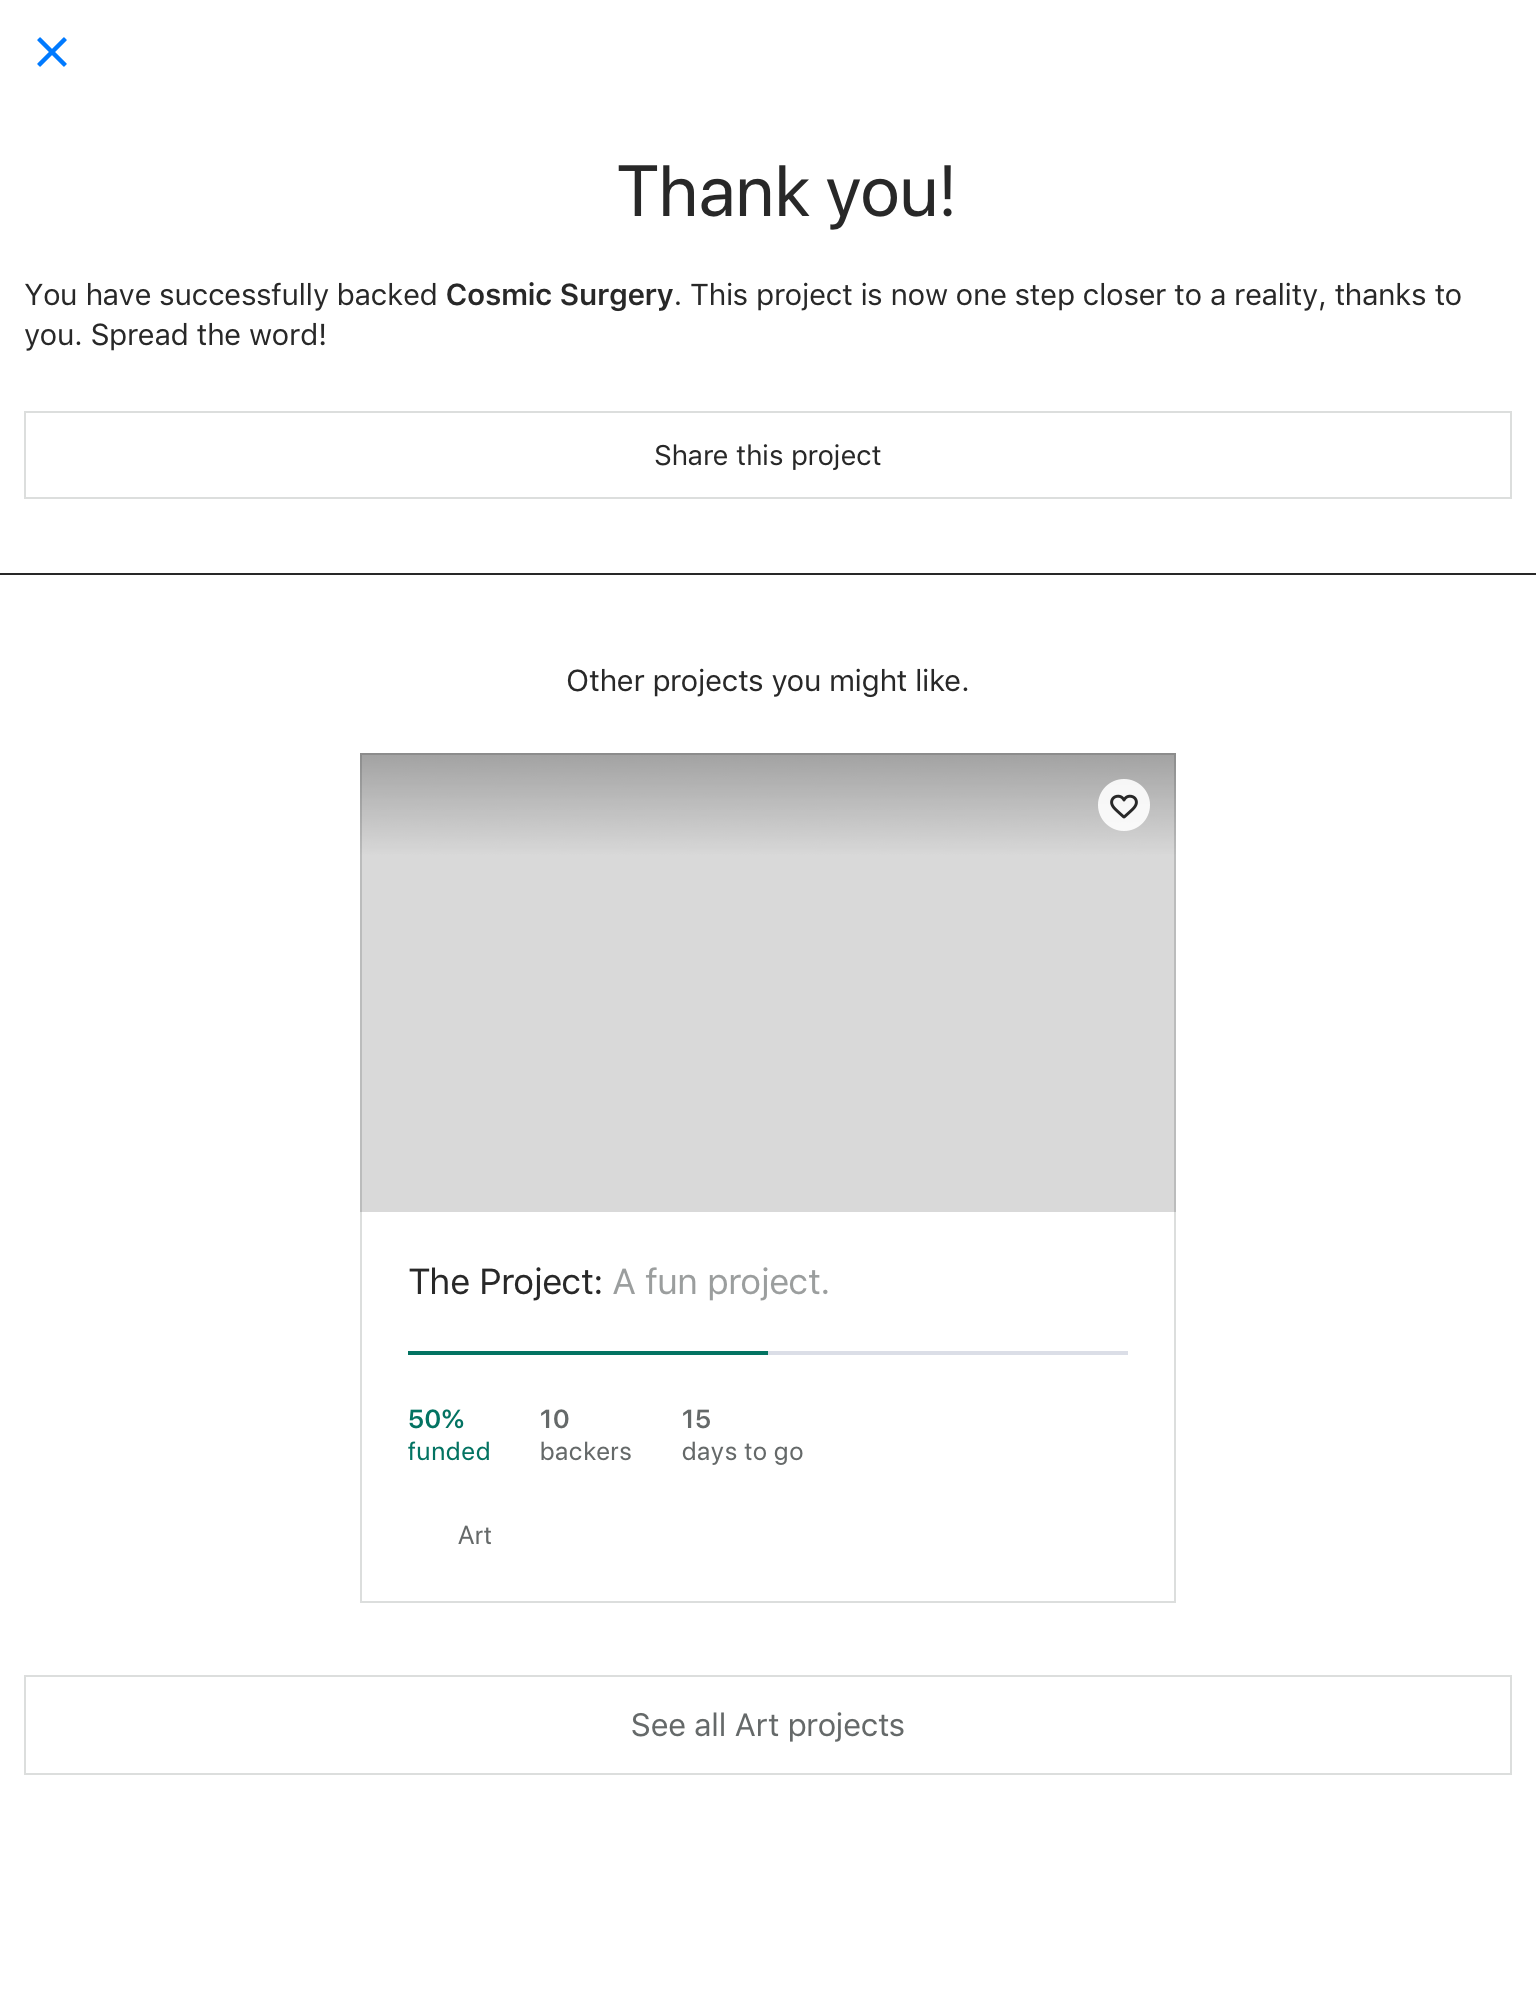 Thank you!
You have successfully backed Cosmic Surgery. This project is now one step closer to a reality, thanks to
you. Spread the word!
Share this project
Other projects you might like.
The Project: A fun project.
50% 10 15
funded backers days to go
Art
See all Art projects